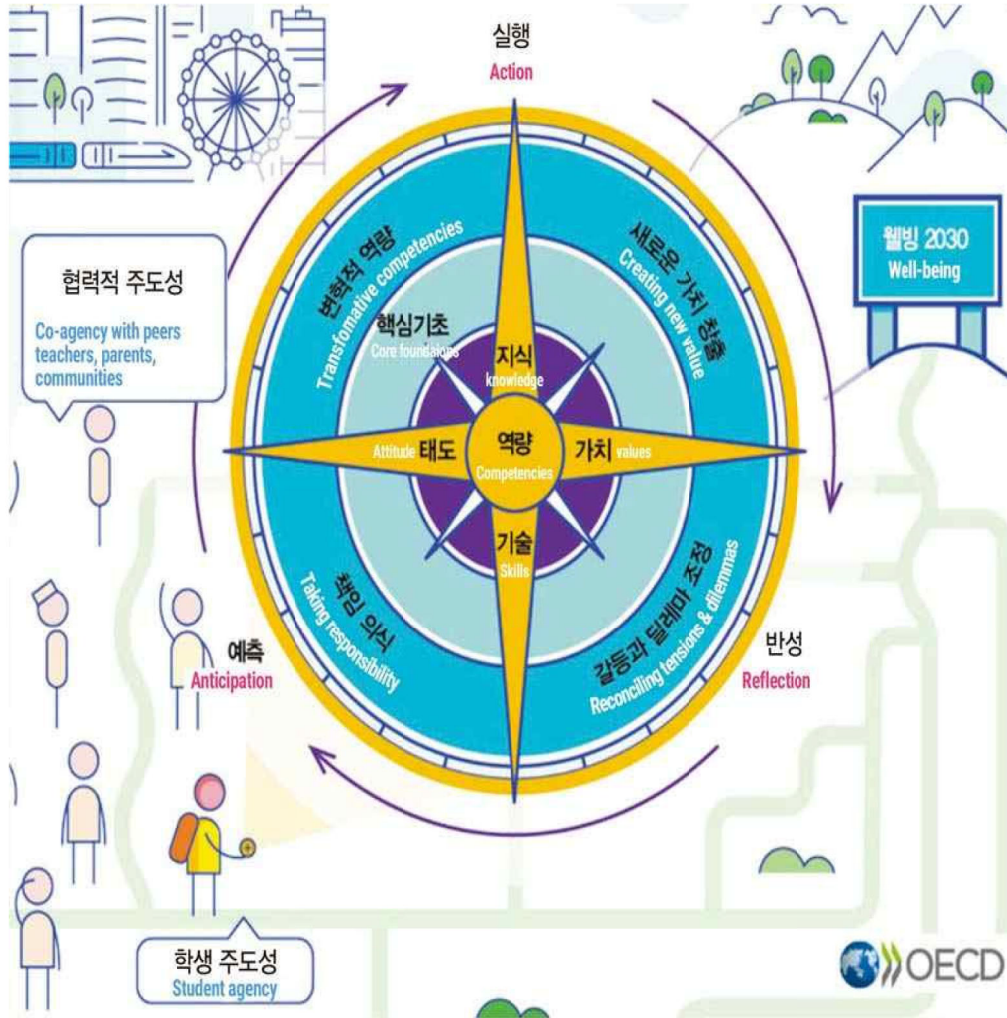 실행
Action
웰빙 2030
Well-being
협력적 주도성
Co-agency with peers
teachers, parents,
communities
변혁적 역량
Transfomative competencies
새로운 가치 창출
Creating new value
핵심기초
Core foundaions
지식
knowledge
Attitude 태도
역량
Competencies
가치 values
기술
Skills
책임 의식
Taking responsibility
갈등과 딜레마 조정
Reconciling tensions & dilemmas
예측
Anticipation
반성
Reflection
학생 주도성
Student agency
OECD